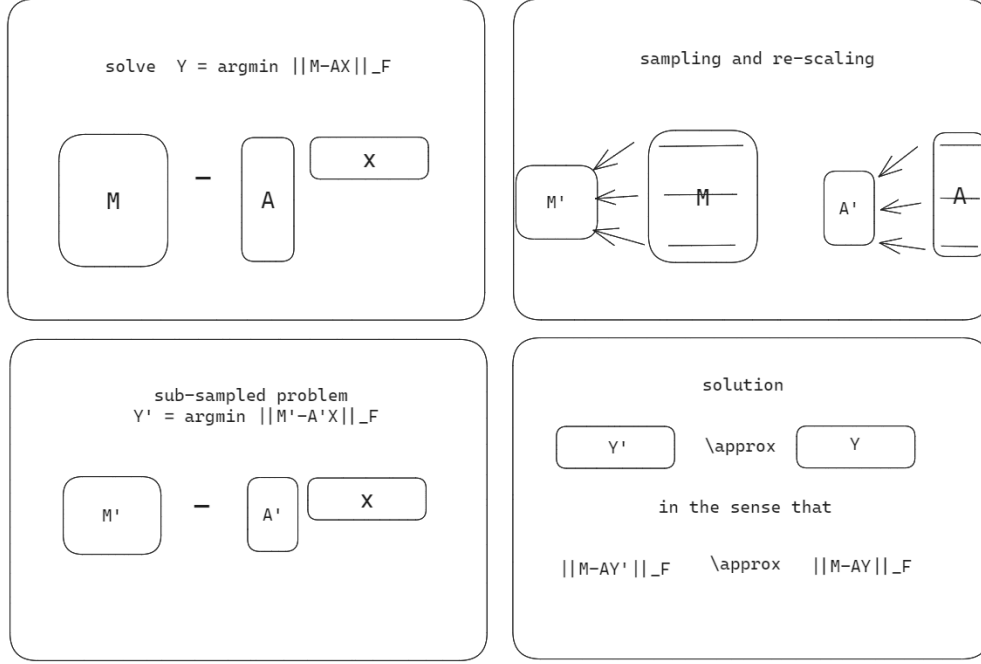 solve  Y = argmin ||M-AX||_F
M - A X
sampling and re-scaling
M' M A' A
sub-sampled problem
Y' = argmin ||M'-A'X||_F
M' - A' X
solution
Y' \approx Y
in the sense that
||M-AY'||_F \approx ||M-AY||_F